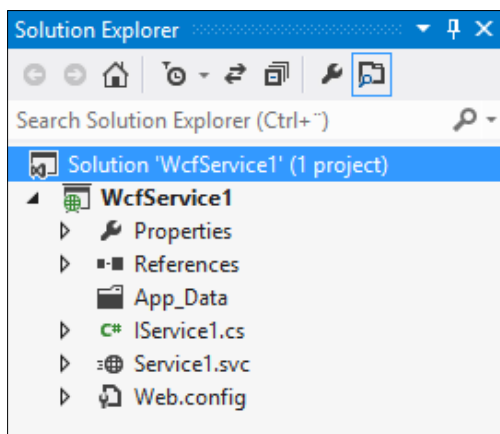 Solution Explorer
Search Solution Explorer (Ctrl+¨)
Solution 'WcfService1' (1 project)
WcfService1
Properties
References
App_Data
C# IService1.cs
Service1.svc
Web.config